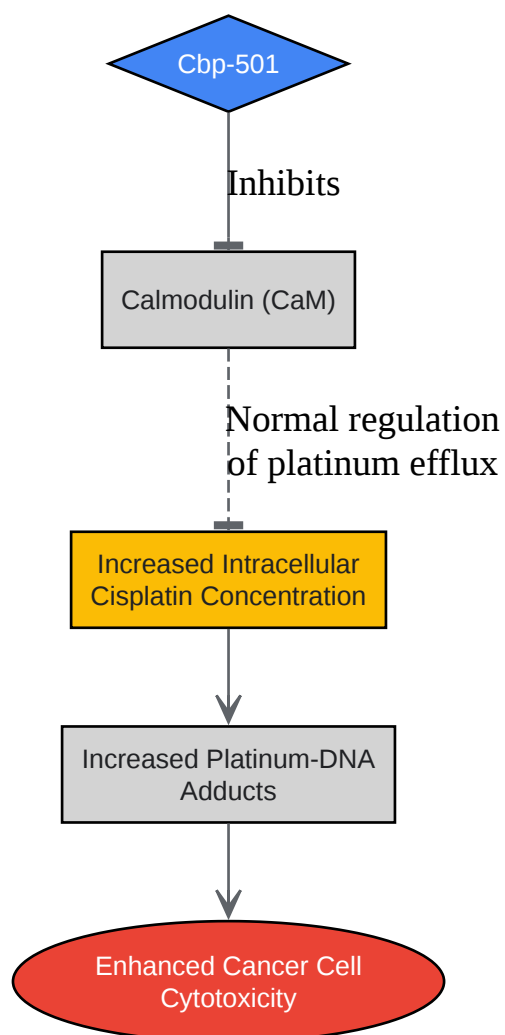 Cbp-501
Inhibits
Calmodulin (CaM)
Normal regulation
of platinum efflux
Increased Intracellular
Cisplatin Concentration
Increased Platinum-DNA
Adducts
Enhanced Cancer Cell
Cytotoxicity